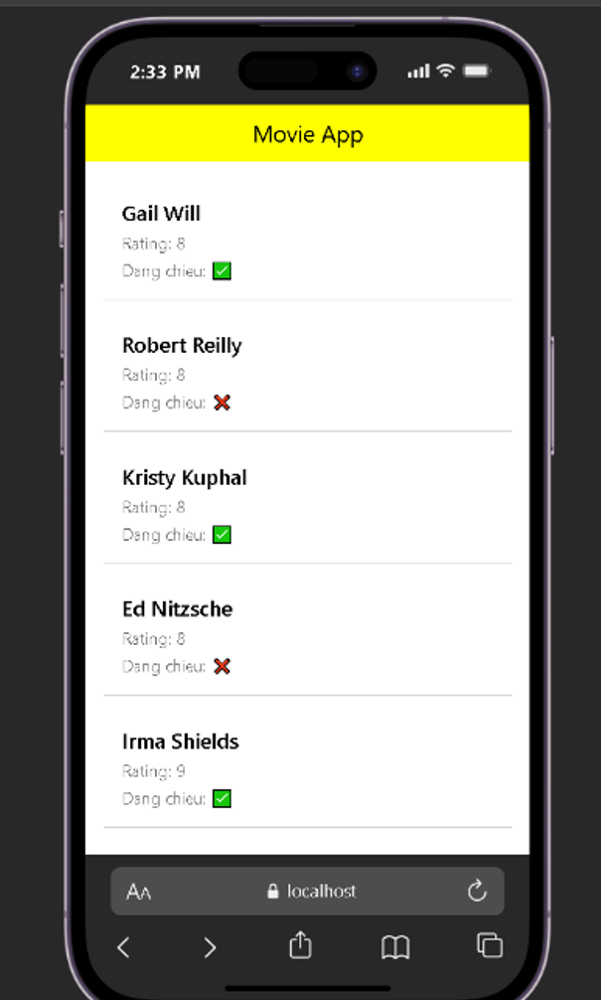 2:33 PM
Movie App
Gail Will
Rating: 8
Dang chieu: ✅
Robert Reilly
Rating: 8
Dang chieu: ❌
Kristy Kuphal
Rating: 8
Dang chieu: ✅
Ed Nitzsche
Rating: 8
Dang chieu: ❌
Irma Shields
Rating: 9
Dang chieu: ✅
AA localhost